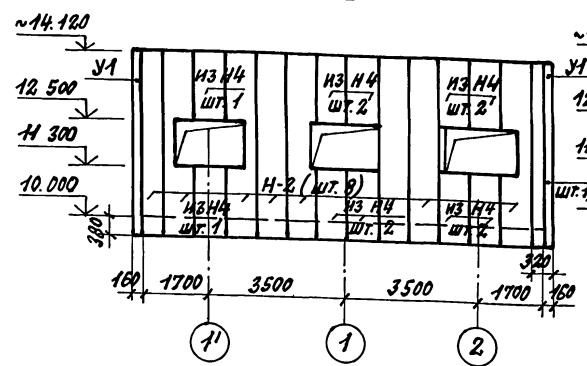 ~14.120
У1
12 500
11 300
10.000
380
ИЗ Н4
шт. 1
ИЗ Н4
шт. 2
ИЗ Н4
шт. 2
Н-2 (шт. 8)
ИЗ Н4
шт. 1
ИЗ Н4
шт. 2
ИЗ Н4
шт. 2
У1
шт. 1
320
160
1700
3500
3500
1700
160
1'
1
2